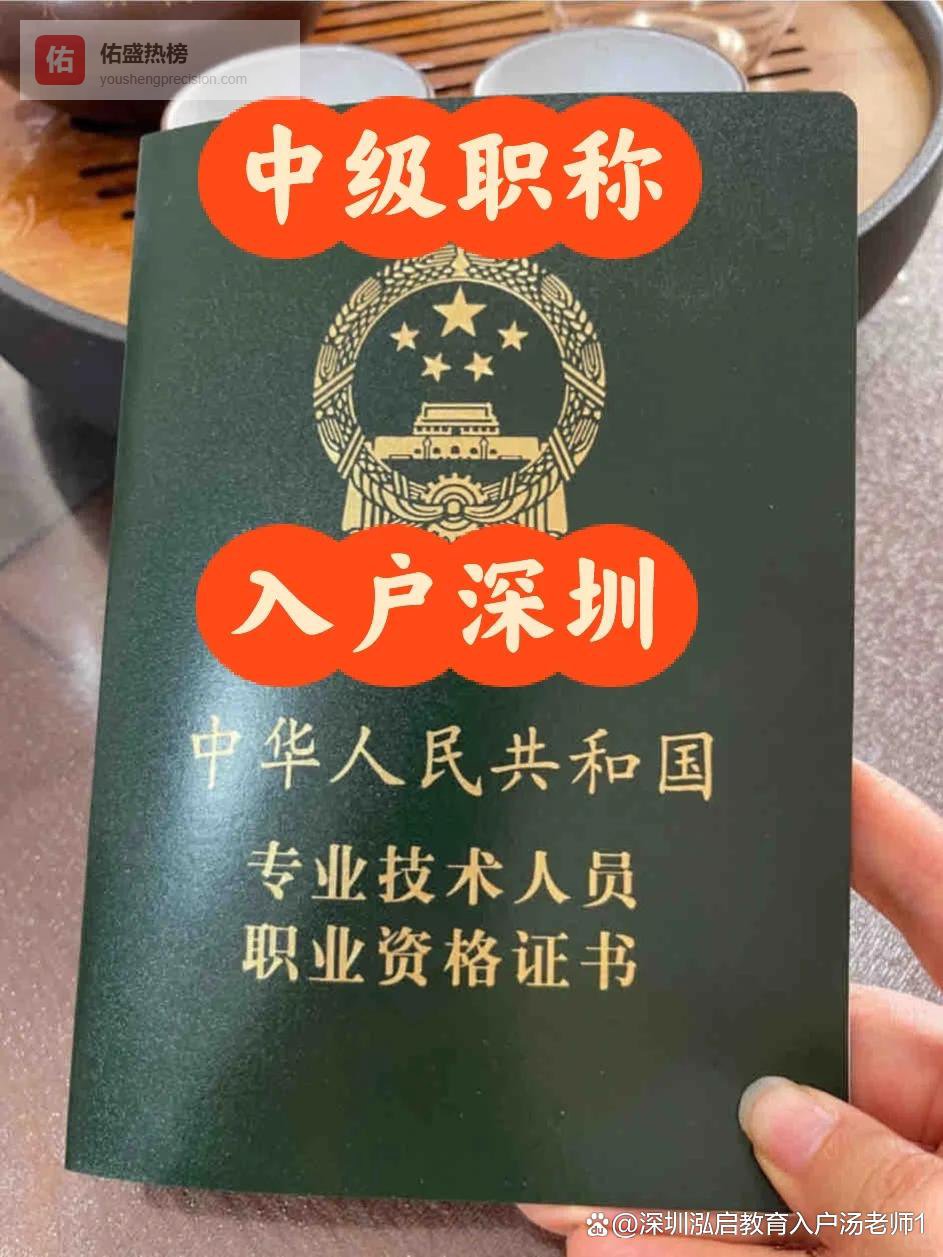 佑
佑盛热榜
youshengprecision.com
中级职称
入户深圳
中华人民共和国
专业技术人员
职业资格证书
@深圳泓启教育入户汤老师1